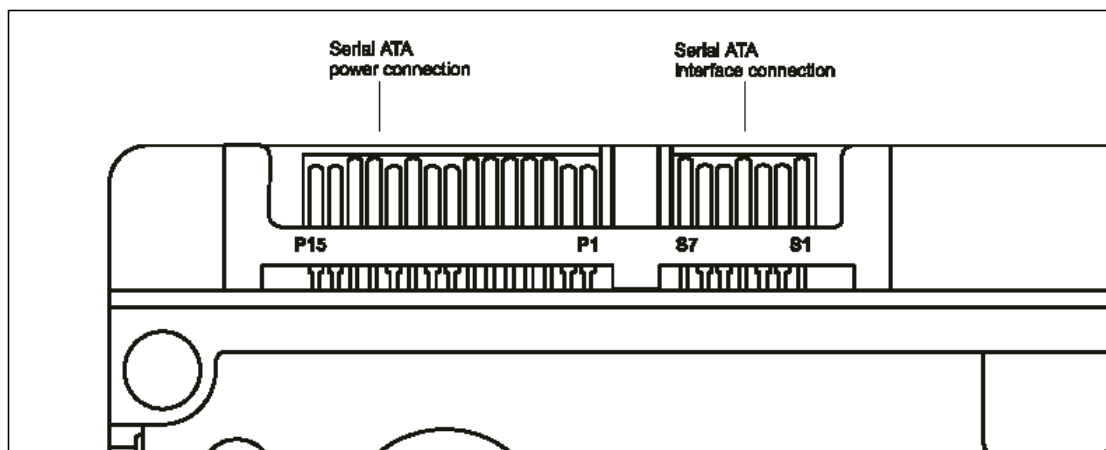 Serial ATA
power connection
Serial ATA
interface connection
P15
P1
S7
S1